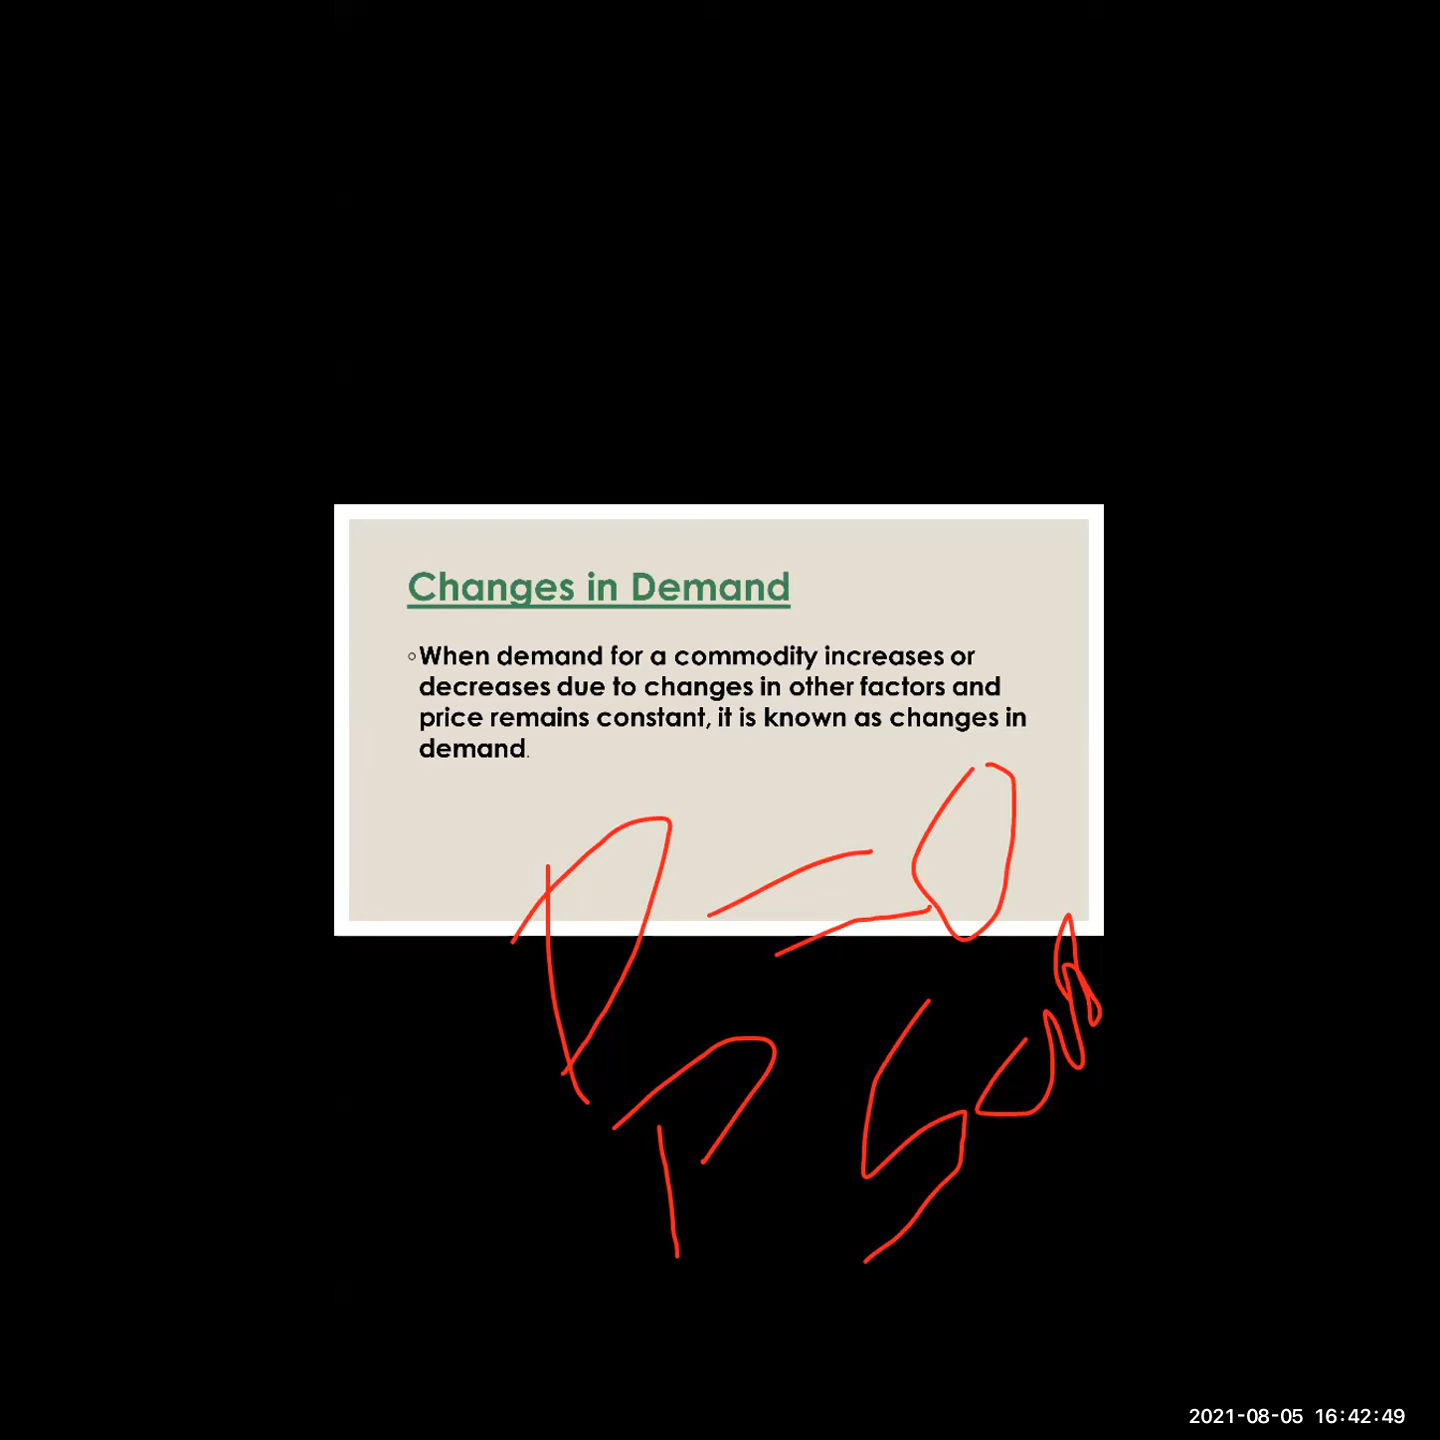 Changes in Demand
◦When demand for a commodity increases or
decreases due to changes in other factors and
price remains constant, it is known as changes in
demand.
P
2021-08-05 16:42:49